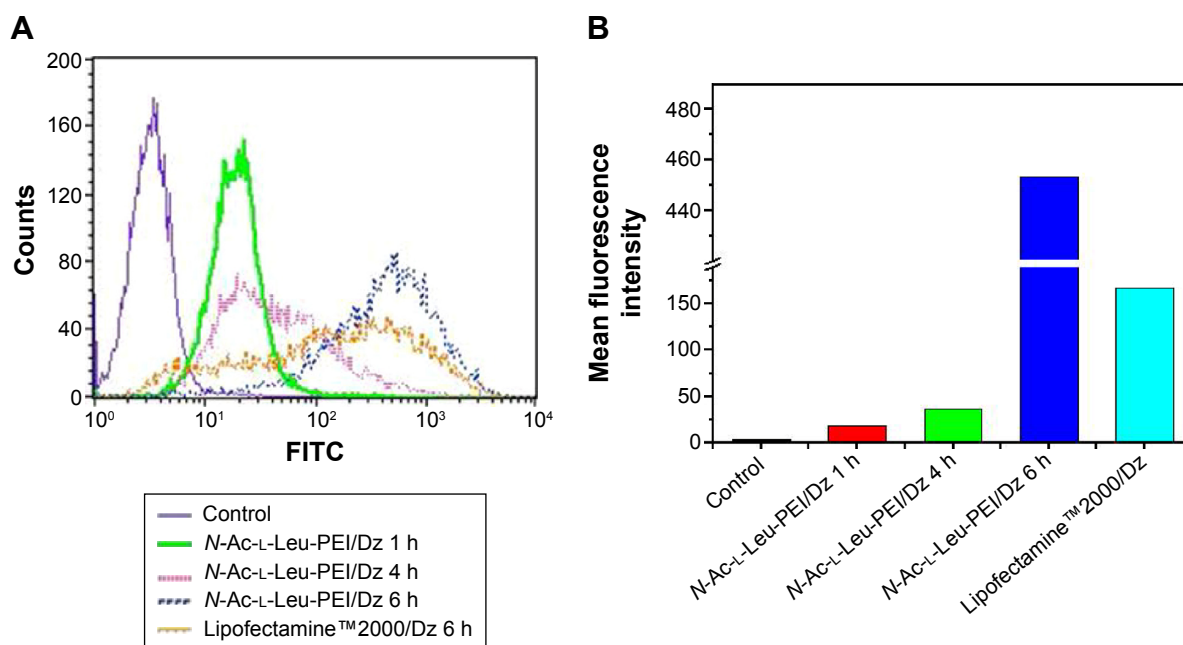 A
200
160
120
80
40
0
Counts
10⁰
10¹
10²
10³
10⁴
FITC
Control
N-Ac-L-Leu-PEI/Dz 1 h
N-Ac-L-Leu-PEI/Dz 4 h
N-Ac-L-Leu-PEI/Dz 6 h
Lipofectamine™2000/Dz 6 h
B
480
460
440
150
100
50
0
Mean fluorescence
intensity
Control
N-Ac-L-Leu-PEI/Dz 1 h
N-Ac-L-Leu-PEI/Dz 4 h
N-Ac-L-Leu-PEI/Dz 6 h
Lipofectamine™2000/Dz